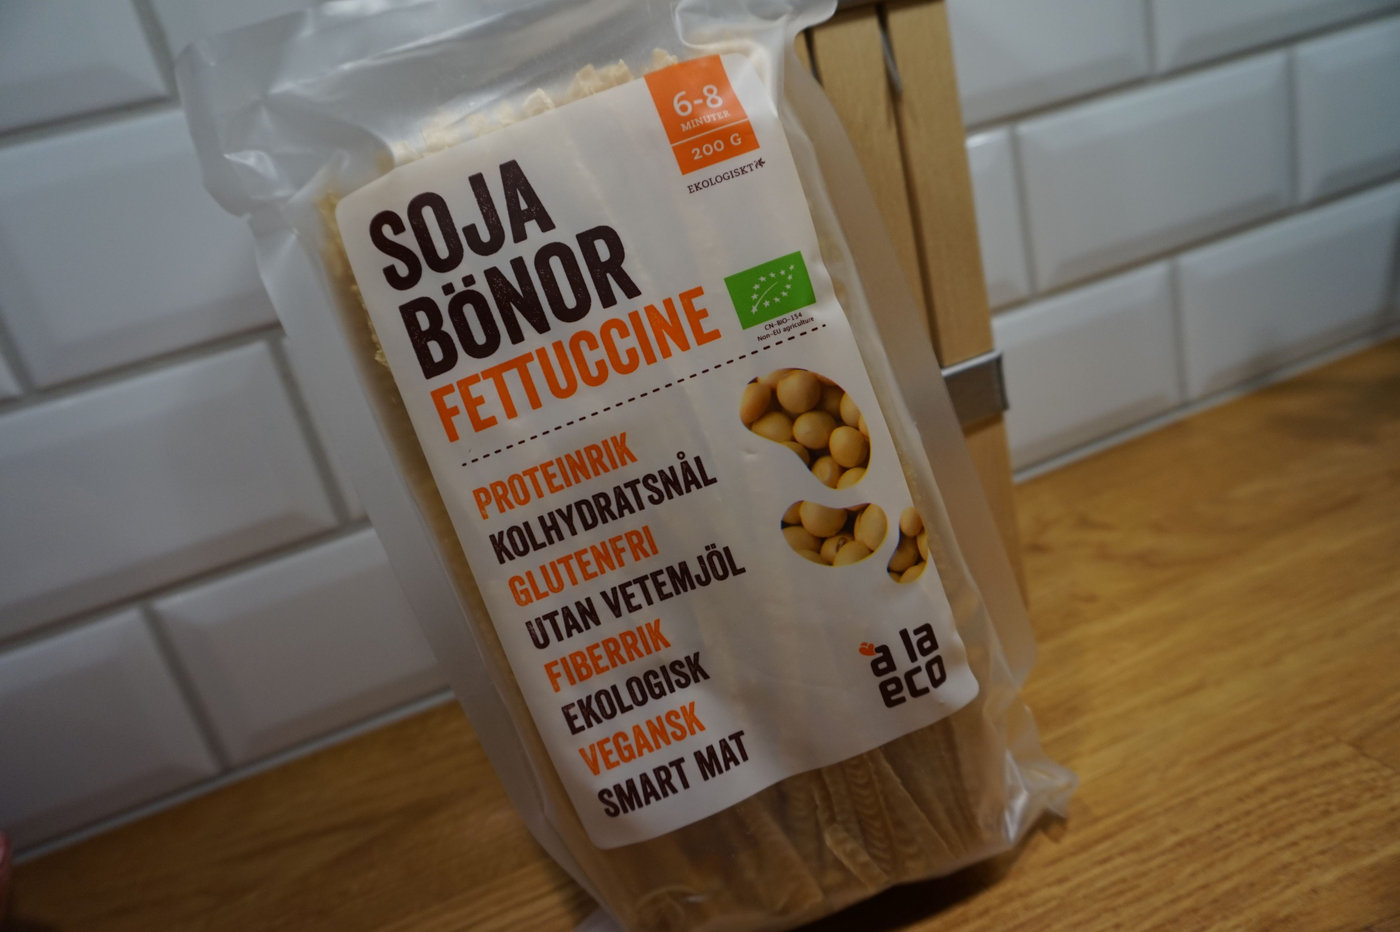 6-8
MINUTER
200 G
EKOLOGISKT
SOJA
BÖNOR
FETTUCCINE
CN-BIO-154
Non-EU agriculture
PROTEINRIK
KOLHYDRATSNÅL
GLUTENFRI
UTAN VETEMJÖL
FIBERRIK
EKOLOGISK
VEGANSK
SMART MAT
à la
eco